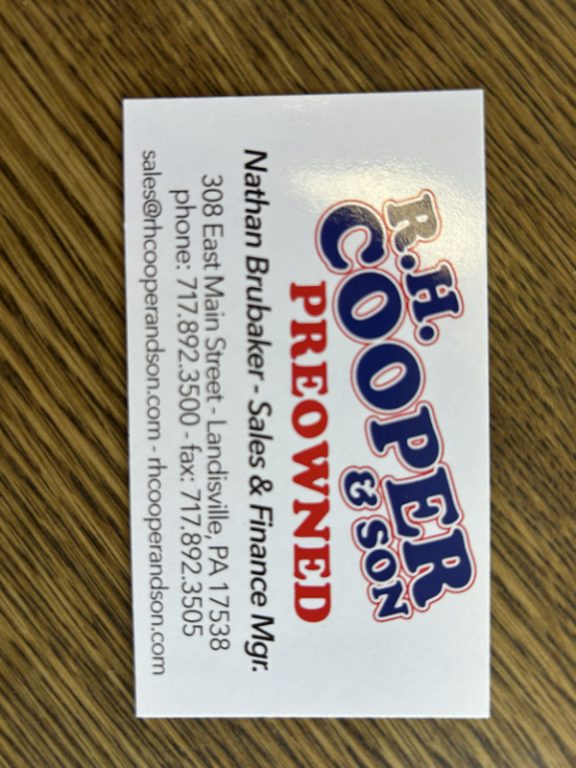 R.H.
COOPER
& SON
PREOWNED
Nathan Brubaker - Sales & Finance Mgr.
308 East Main Street - Landisville, PA 17538
phone: 717.892.3500 - fax: 717.892.3505
sales@rhcooperandson.com - rhcooperandson.com